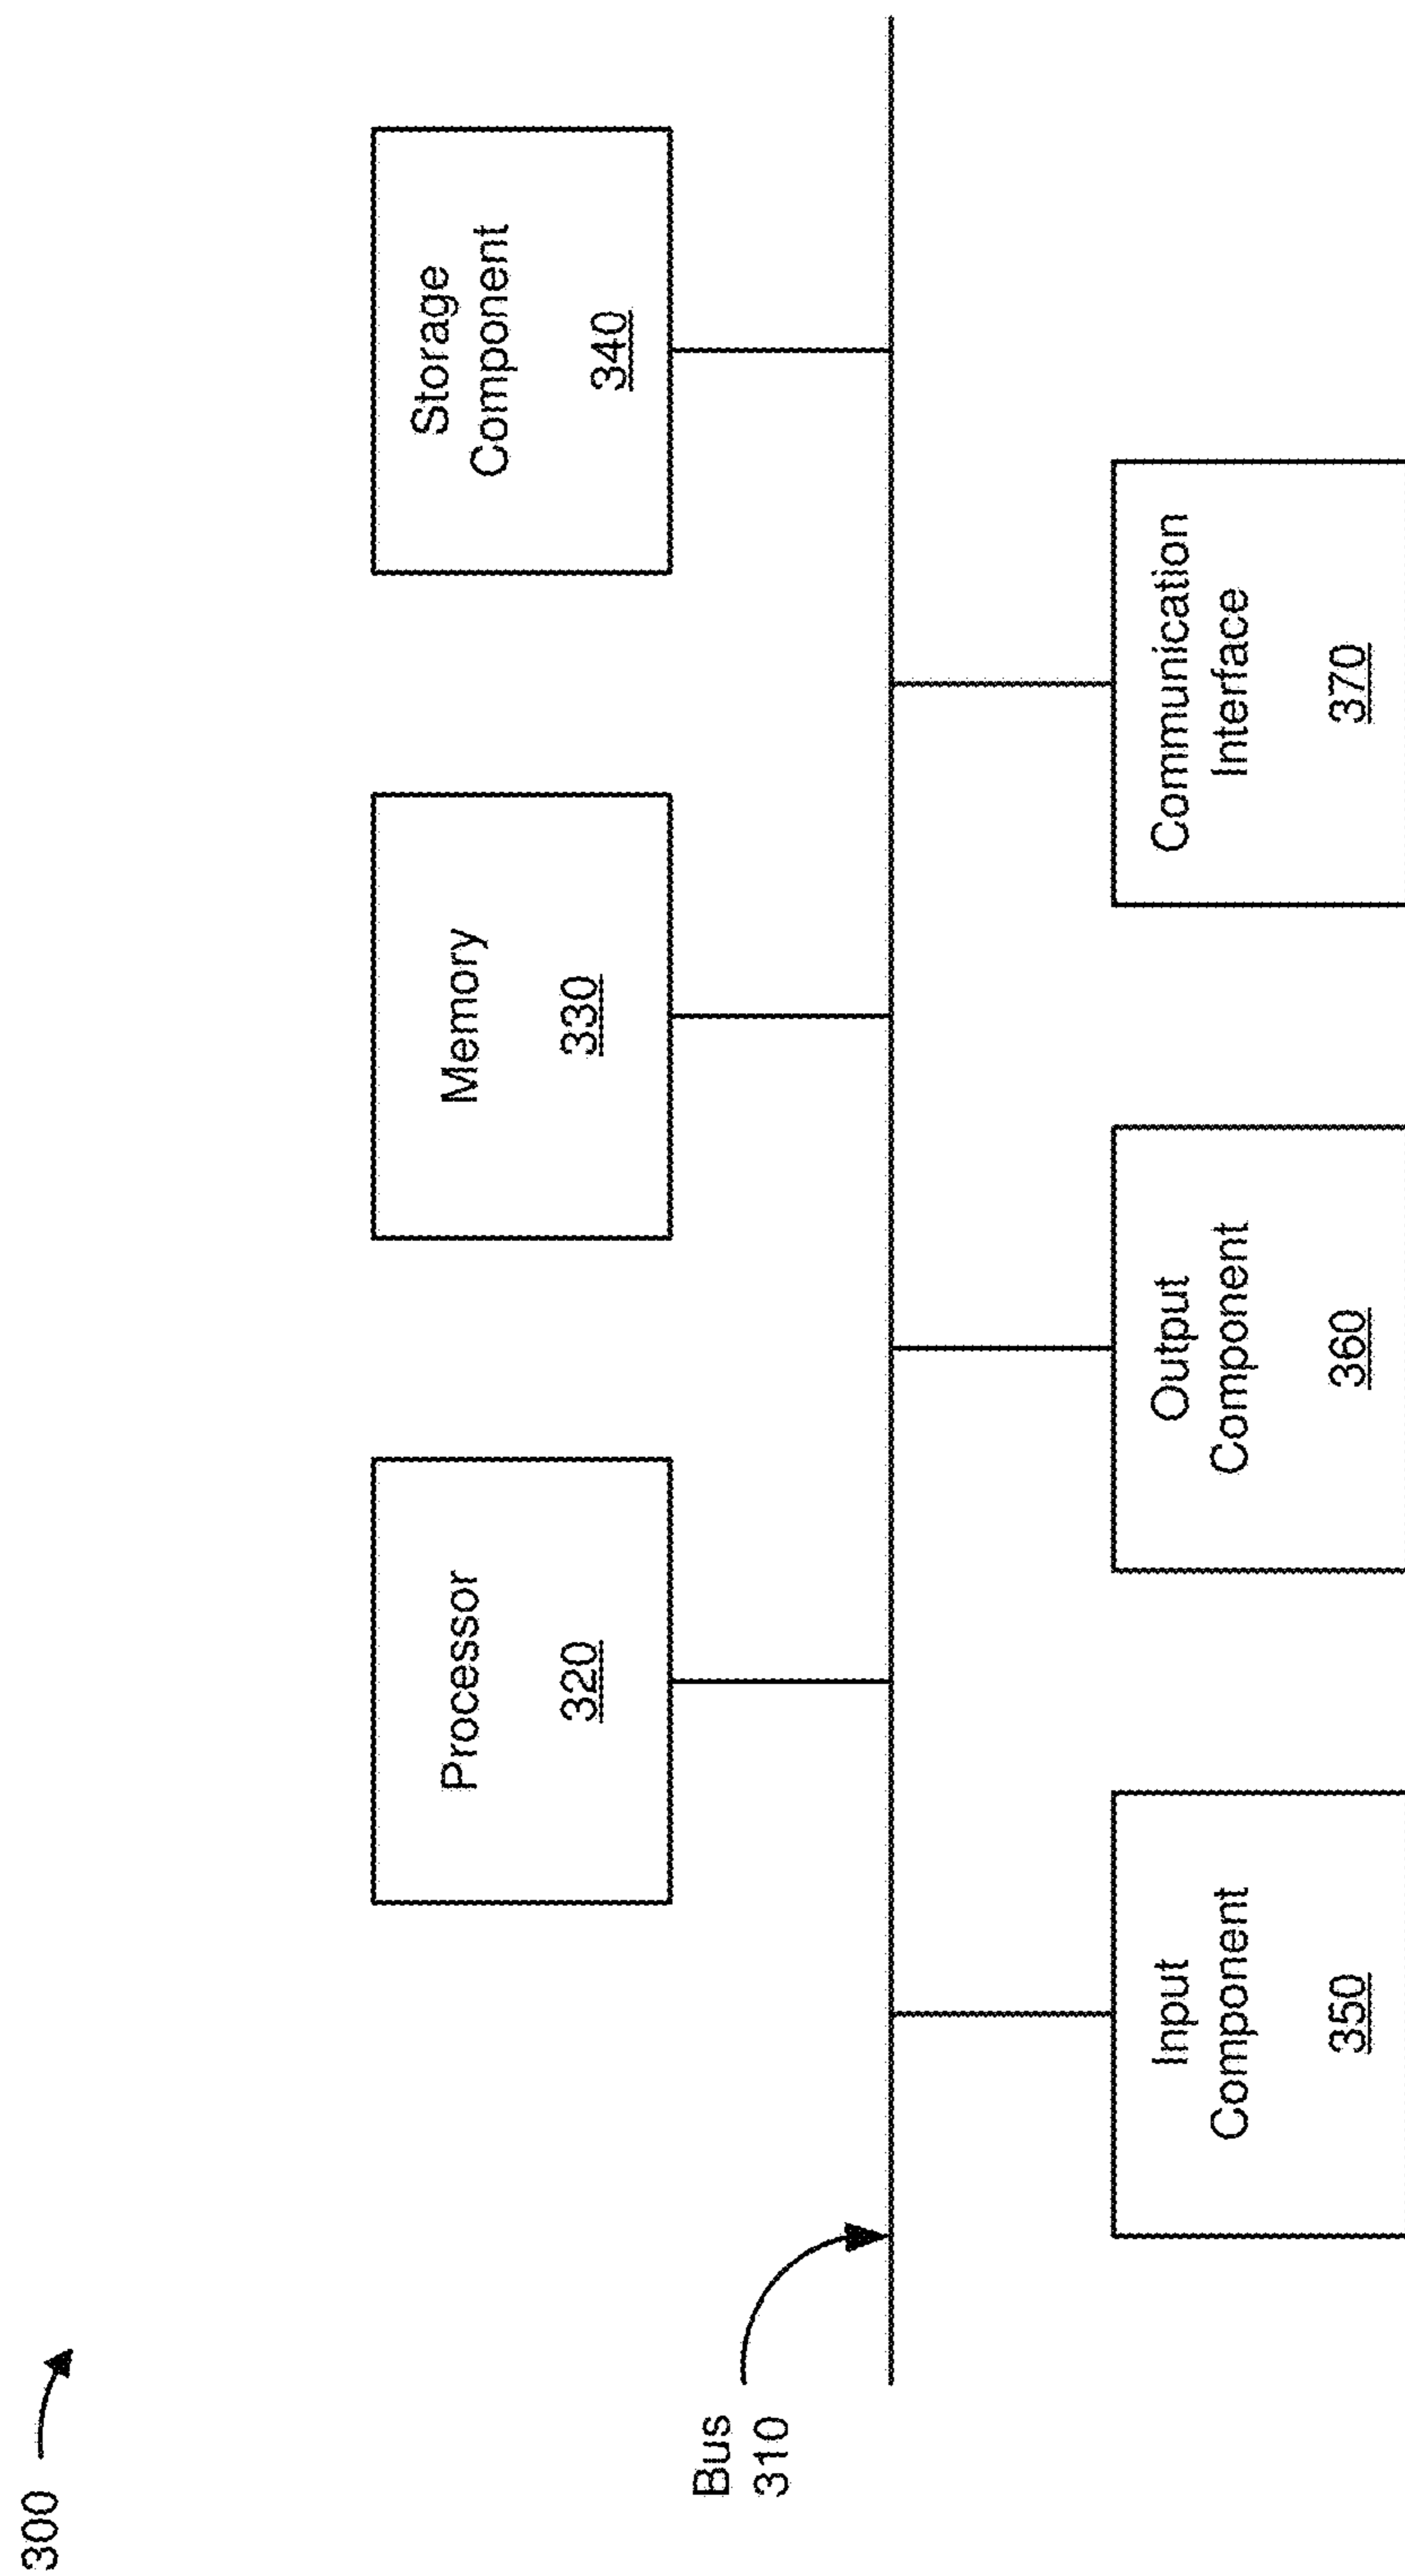 300
Bus
310
Processor
320
Memory
330
Storage
Component
340
Input
Component
350
Output
Component
360
Communication
Interface
370